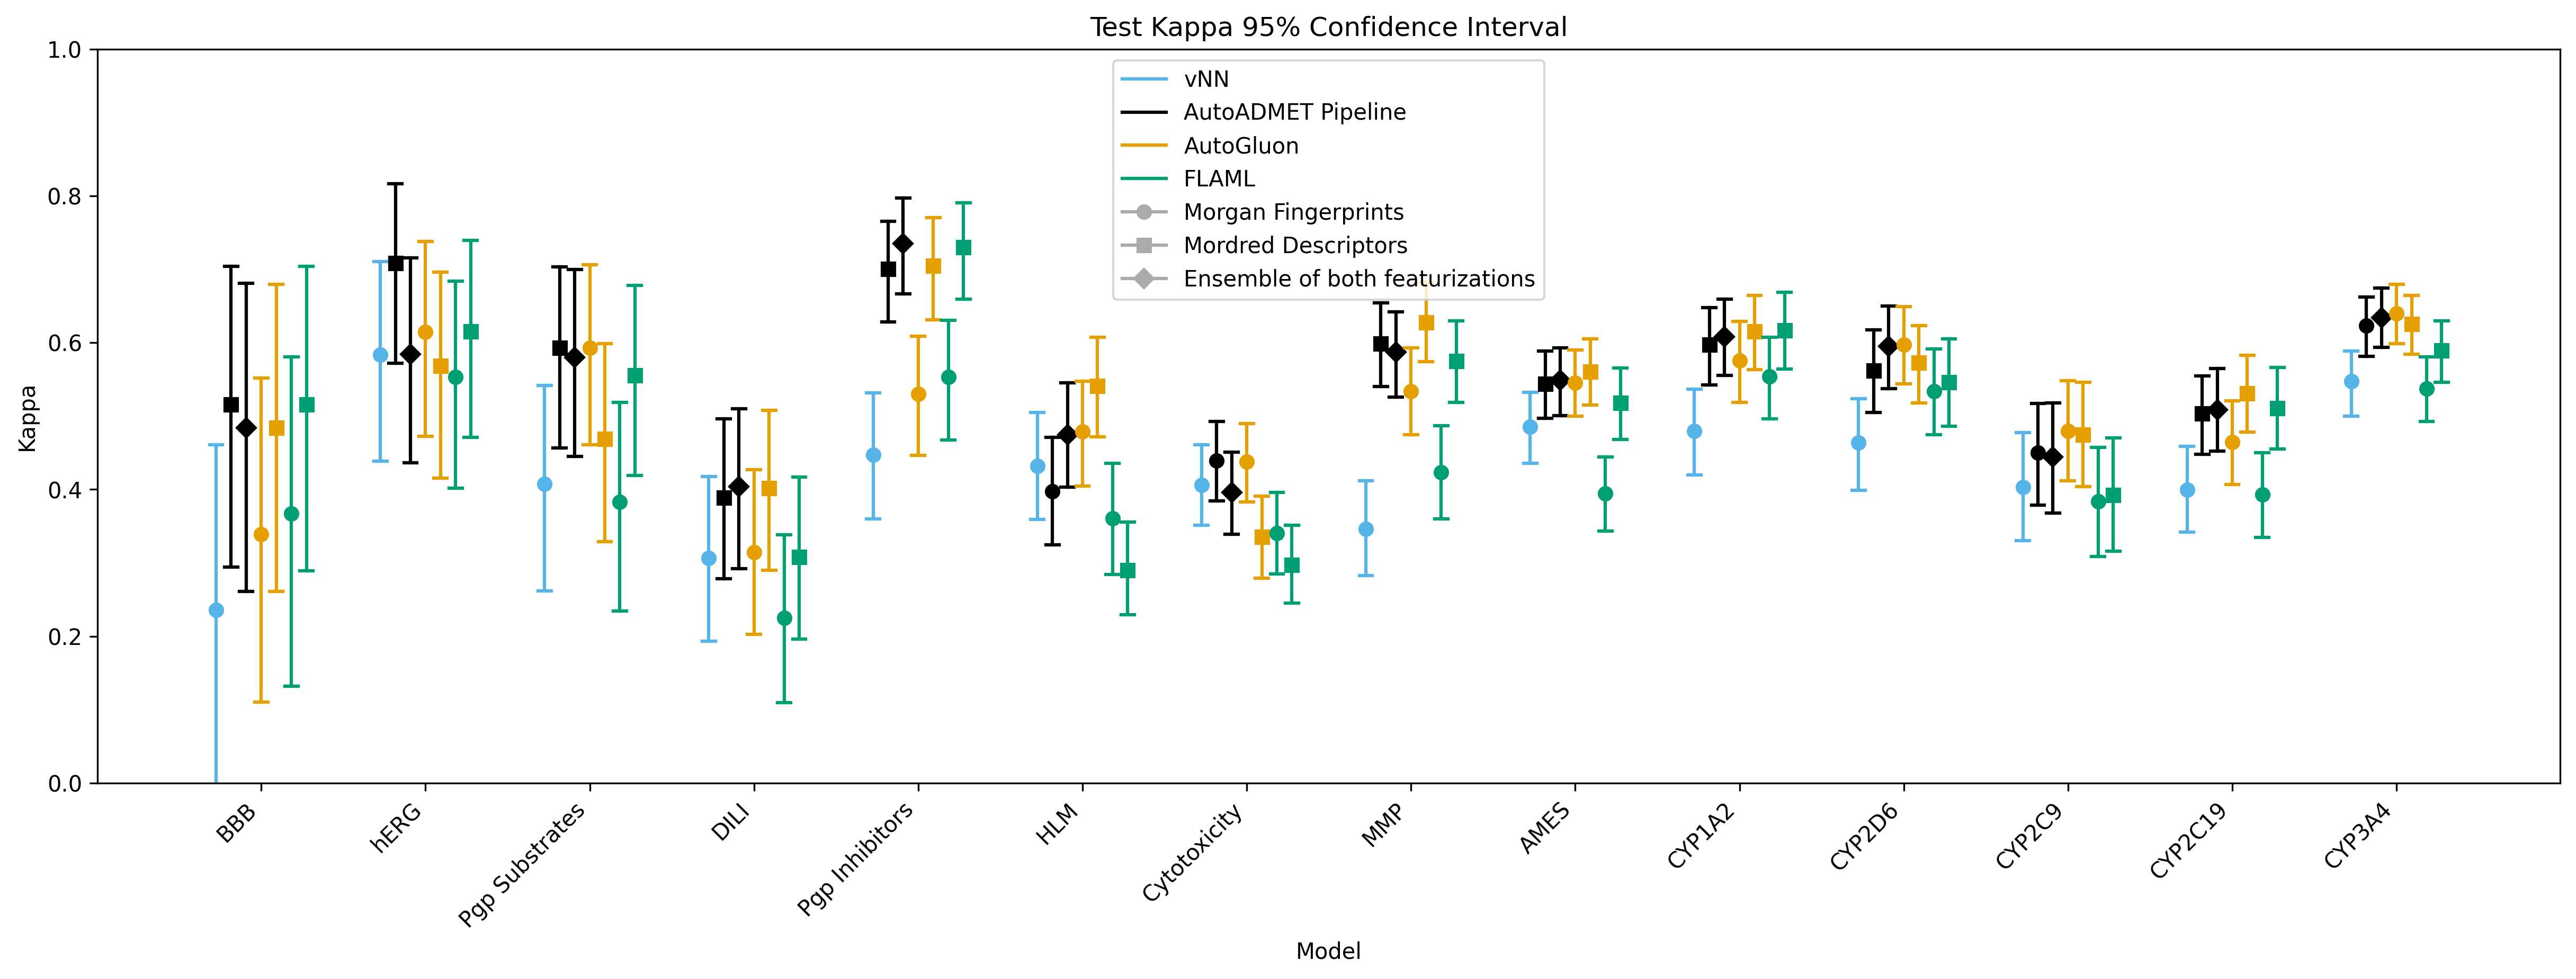 Test Kappa 95% Confidence Interval
1.0
0.8
0.6
0.4
0.2
0.0
Kappa
vNN
AutoADMET Pipeline
AutoGluon
FLAML
Morgan Fingerprints
Mordred Descriptors
Ensemble of both featurizations
BBB
hERG
Pgp Substrates
DILI
Pgp Inhibitors
HLM
Cytotoxicity
MMP
AMES
CYP1A2
CYP2D6
CYP2C9
CYP2C19
CYP3A4
Model